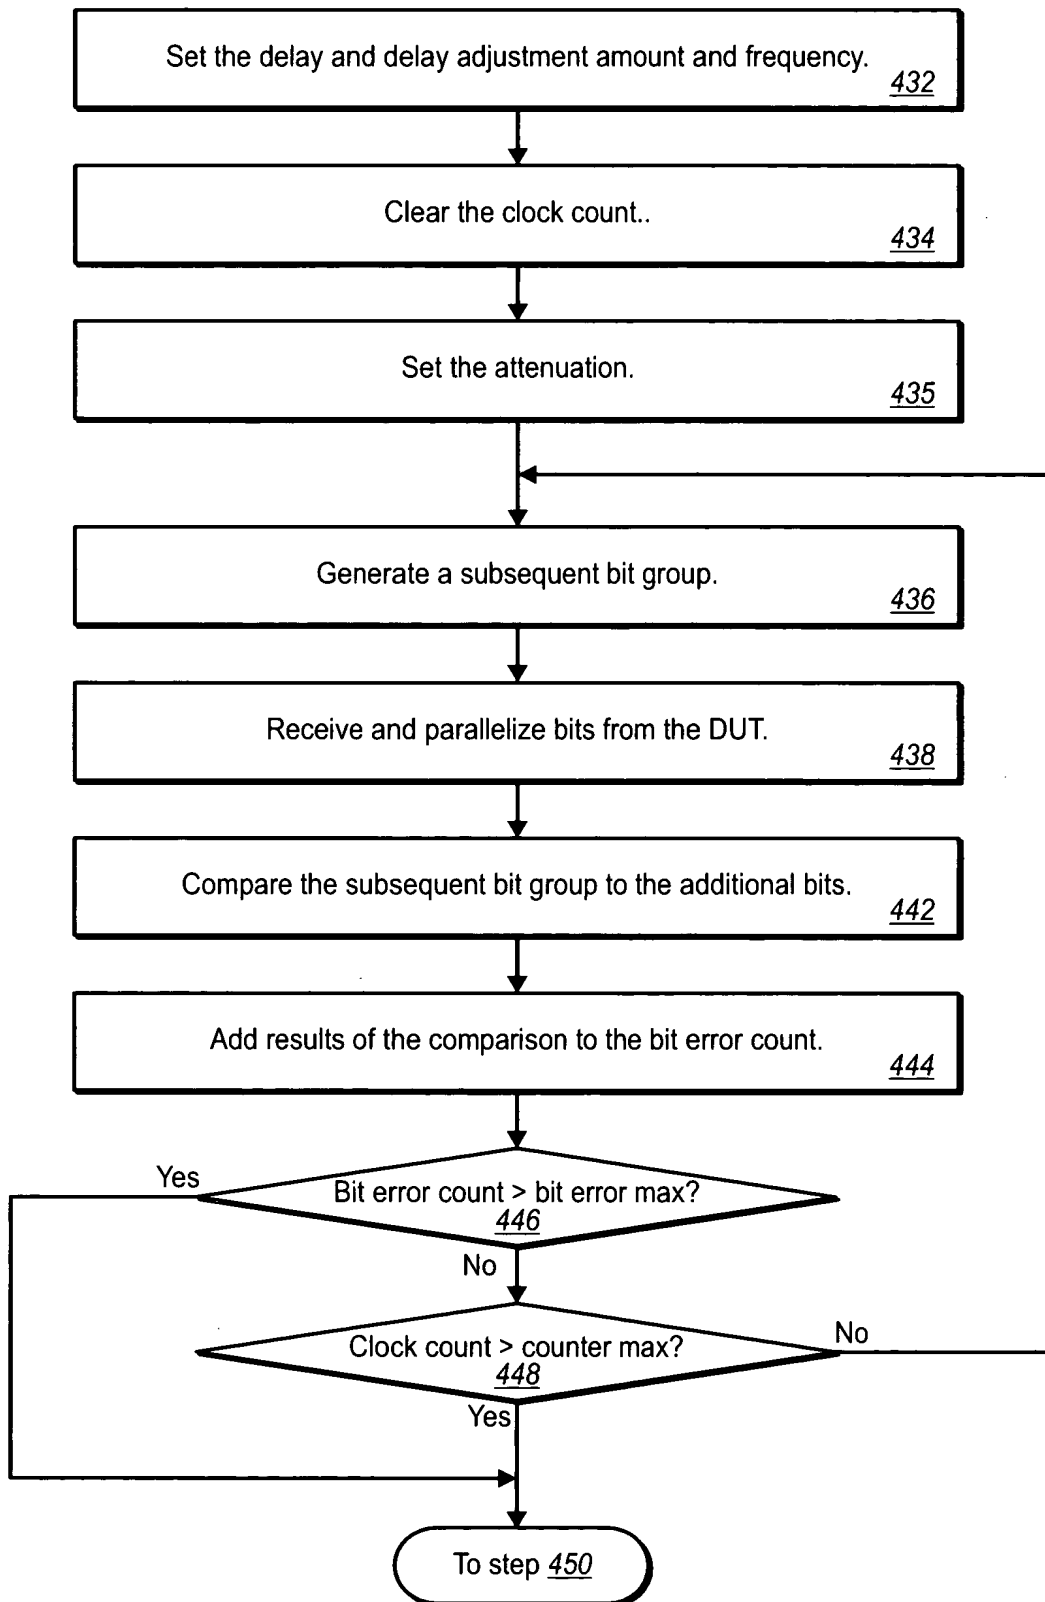 Set the delay and delay adjustment amount and frequency.
432
Clear the clock count..
434
Set the attenuation.
435
Generate a subsequent bit group.
436
Receive and parallelize bits from the DUT.
438
Compare the subsequent bit group to the additional bits.
442
Add results of the comparison to the bit error count.
444
Yes
Bit error count > bit error max?
446
No
Clock count > counter max?
448
No
Yes
To step 450